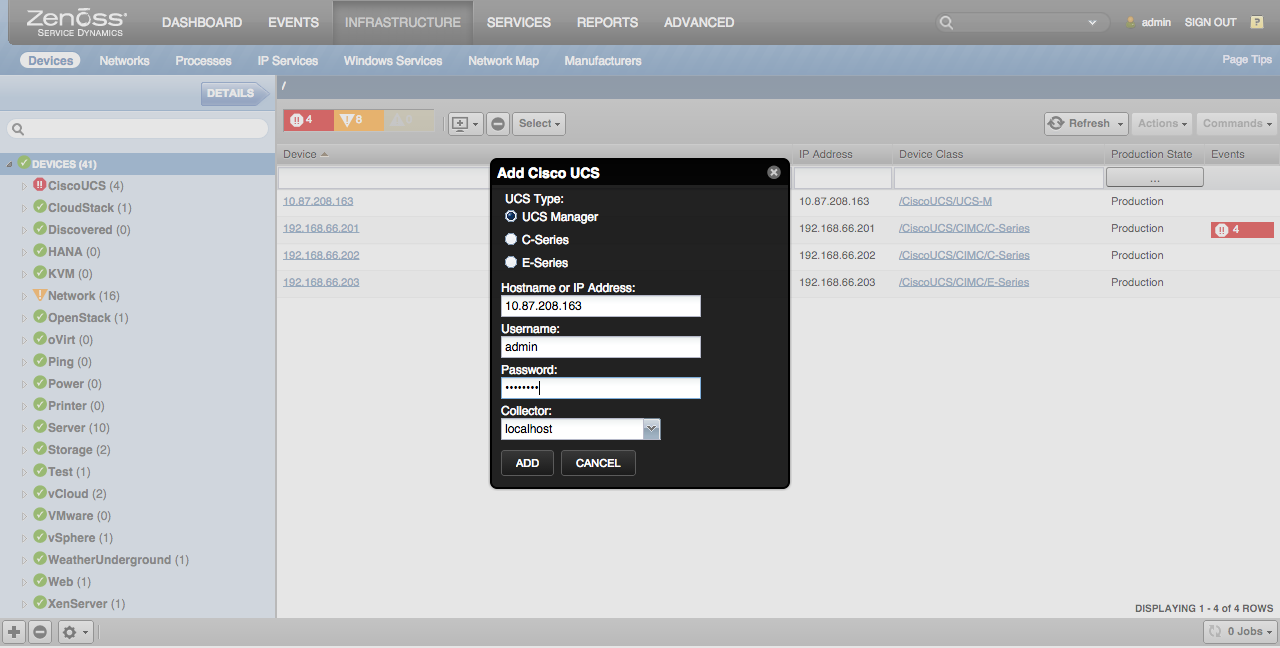 Zenoss
SERVICE DYNAMICS
DASHBOARD EVENTS INFRASTRUCTURE SERVICES REPORTS ADVANCED
admin SIGN OUT ?
Devices Networks Processes IP Services Windows Services Network Map Manufacturers
Page Tips
DETAILS
/
4 8 0
Select
Refresh Actions Commands
Device IP Address Device Class Production State Events
...
10.87.208.163 10.87.208.163 /CiscoUCS/UCS-M Production
192.168.66.201 192.168.66.201 /CiscoUCS/CIMC/C-Series Production 4
192.168.66.202 192.168.66.202 /CiscoUCS/CIMC/C-Series Production
192.168.66.203 192.168.66.203 /CiscoUCS/CIMC/E-Series Production
DEVICES (41)
CiscoUCS (4)
CloudStack (1)
Discovered (0)
HANA (0)
KVM (0)
Network (16)
OpenStack (1)
oVirt (0)
Ping (0)
Power (0)
Printer (0)
Server (10)
Storage (2)
Test (1)
vCloud (2)
VMware (0)
vSphere (1)
WeatherUnderground (1)
Web (1)
XenServer (1)
Add Cisco UCS
UCS Type:
UCS Manager
C-Series
E-Series
Hostname or IP Address:
10.87.208.163
Username:
admin
Password:
••••••••
Collector:
localhost
ADD CANCEL
DISPLAYING 1 - 4 of 4 ROWS
0 Jobs